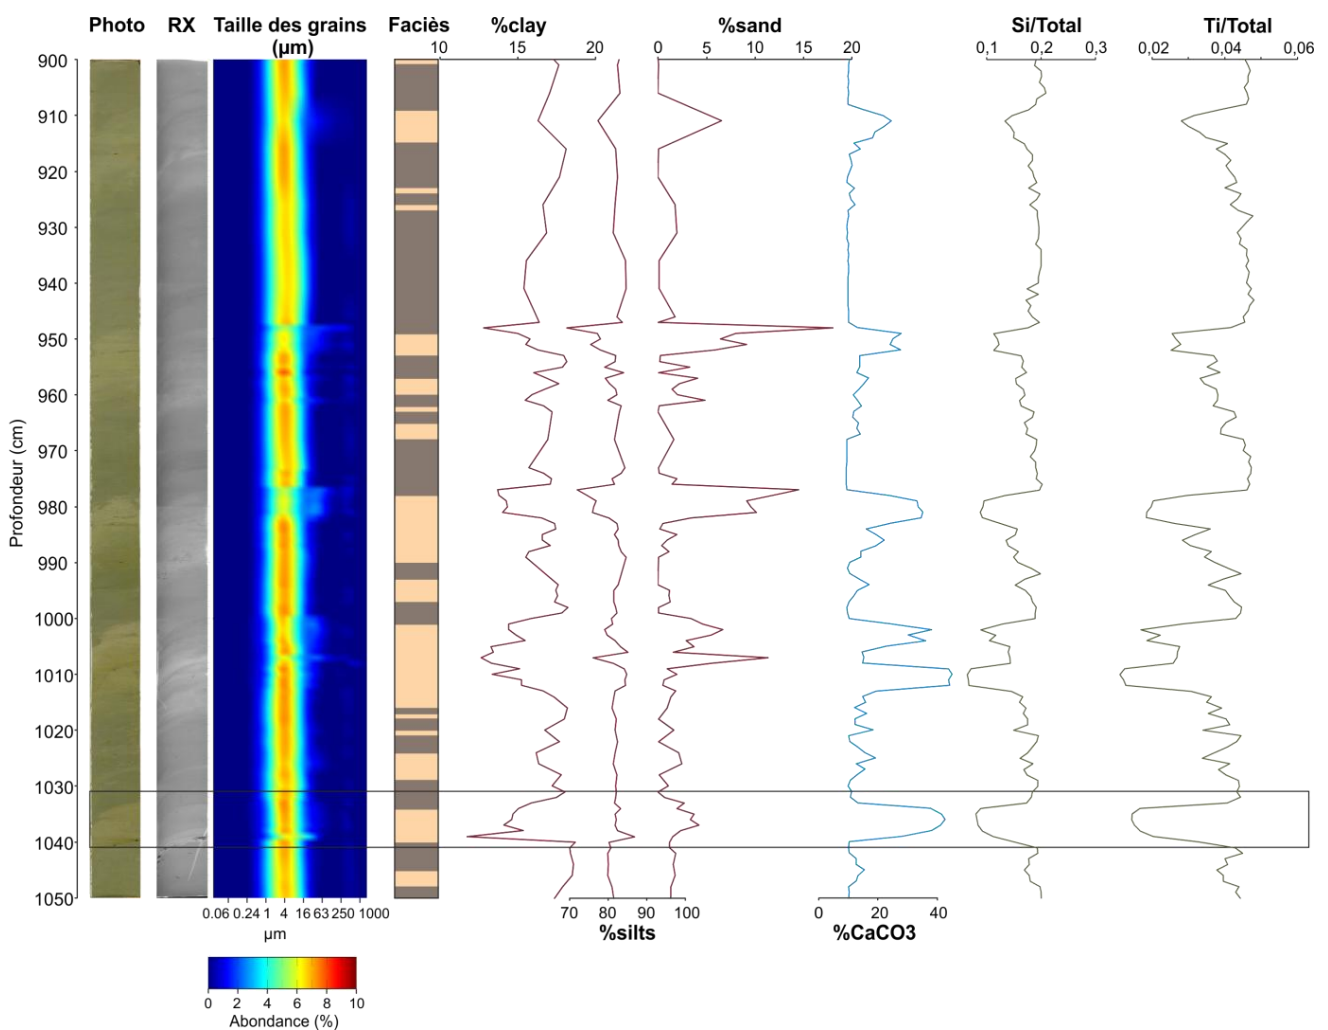 Photo RX Taille des grains Faciès %clay %sand Si/Total Ti/Total
(µm)
10 15 20 0 5 10 15 20 0,1 0,2 0,3 0,02 0,04 0,06
900
910
920
930
940
950
960
970
980
990
1000
1010
1020
1030
1040
1050
Profondeur (cm)
0.06 0.24 1 4 16 63 250 1000
µm
70 80 90 100 0 20 40
%silts %CaCO3
0 2 4 6 8 10
Abondance (%)